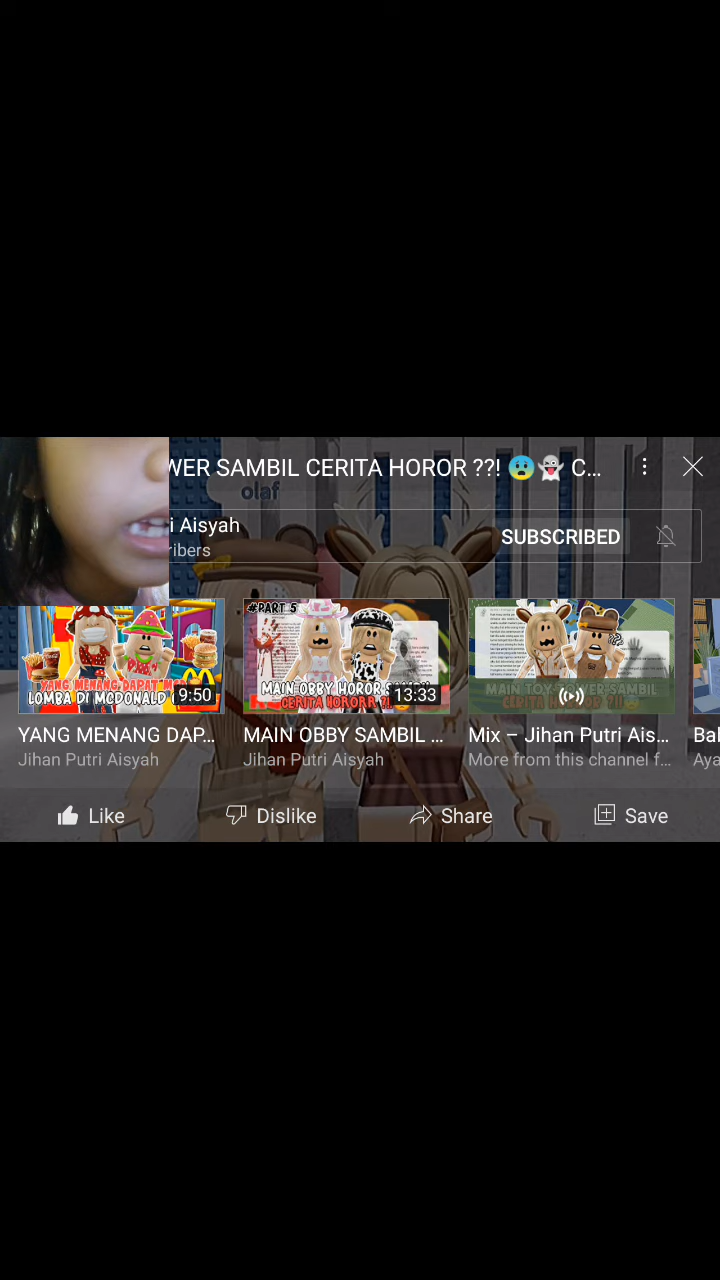 WER SAMBIL CERITA HOROR ??! 😰👻 C...
olaf
i Aisyah
ribers
SUBSCRIBED
YANG MENANG DAPAT
LOMBA DI MCDONALD
9:50
#PART 5
MAIN OBBY HOROR
CERITA HORORR ?!
13:33
MAIN TOWER SAMBIL
CERITA HOROR ?!!
YANG MENANG DAP...
Jihan Putri Aisyah
MAIN OBBY SAMBIL ...
Jihan Putri Aisyah
Mix – Jihan Putri Ais...
More from this channel f...
Bal
Aya
Like
Dislike
Share
Save